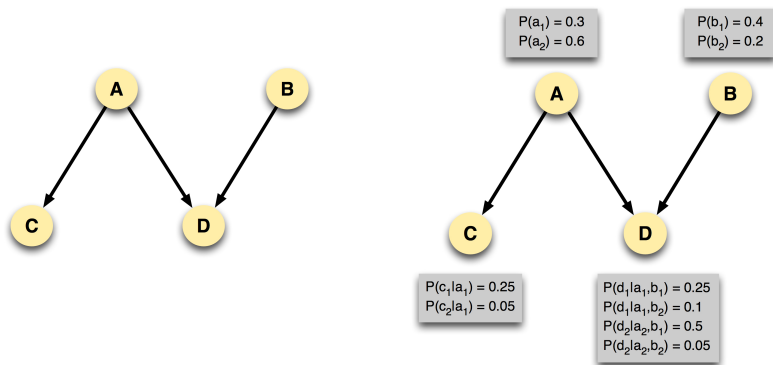 P(a₁) = 0.3
P(a₂) = 0.6
P(b₁) = 0.4
P(b₂) = 0.2
A
B
A
B
C
D
C
D
P(c₁|a₁) = 0.25
P(c₂|a₁) = 0.05
P(d₁|a₁,b₁) = 0.25
P(d₁|a₁,b₂) = 0.1
P(d₂|a₂,b₁) = 0.5
P(d₂|a₂,b₂) = 0.05